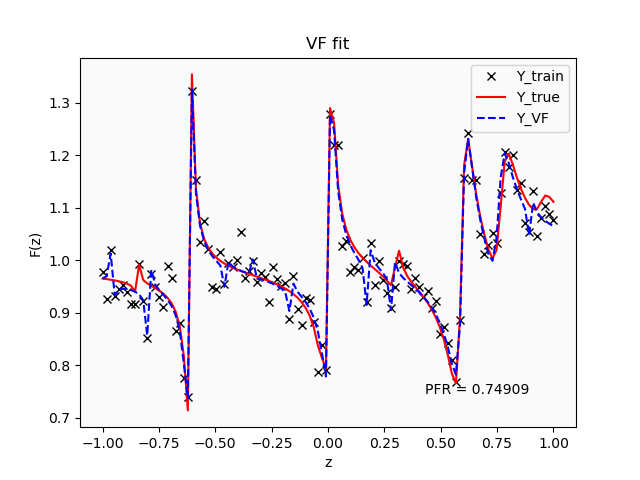 VF fit
Y_train
Y_true
Y_VF
F(z)
1.3
1.2
1.1
1.0
0.9
0.8
0.7
PFR = 0.74909
−1.00 −0.75 −0.50 −0.25 0.00 0.25 0.50 0.75 1.00
z